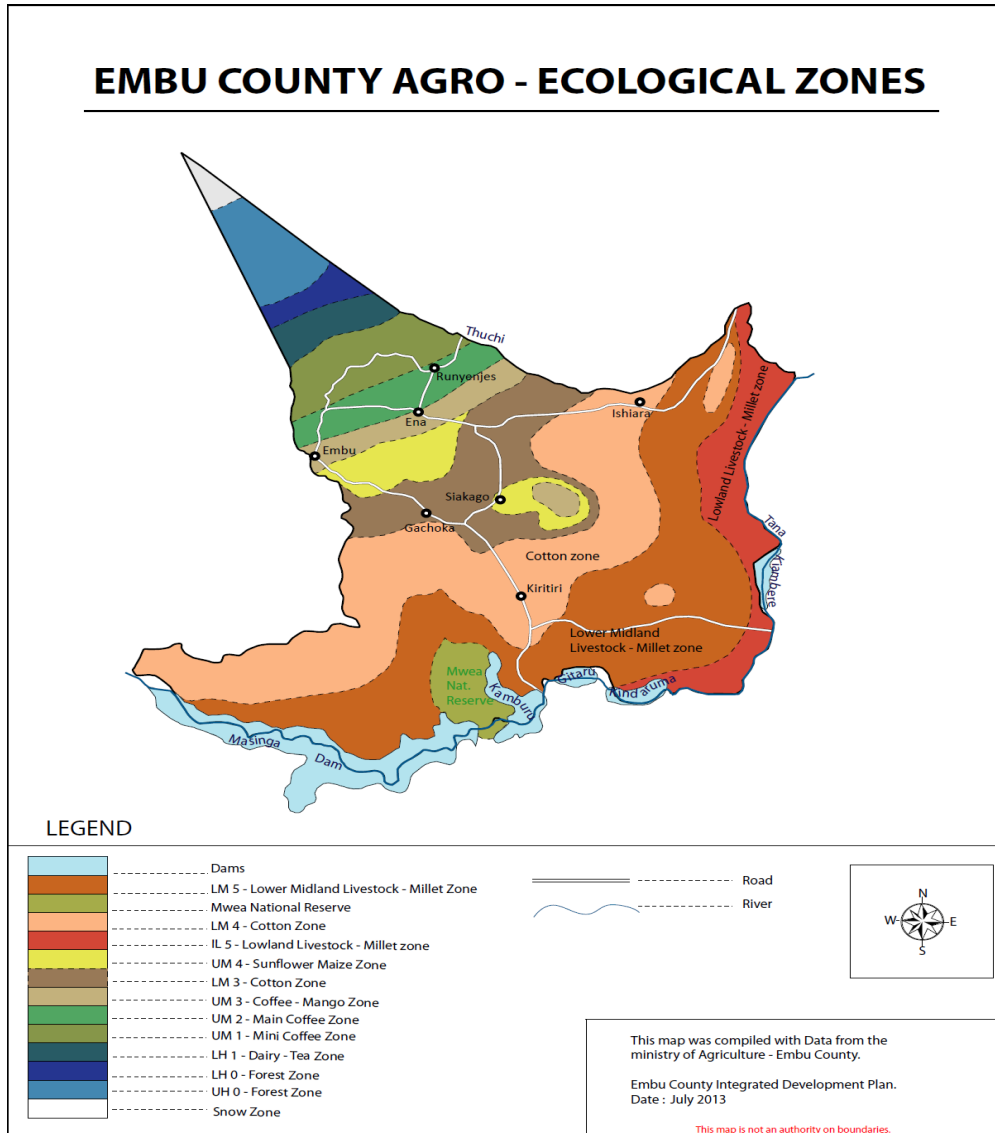 EMBU COUNTY AGRO - ECOLOGICAL ZONES
Thuchi
Runyonjes
Ena
Ishiara
Embu
Lowland Livestock - Millet zone
Siakago
Gachoka
Tana
Cotton zone
Kiambere
Kiritiri
Lower Midland
Livestock - Millet zone
Mwea
Nat.
Reserve
Kamburu
Gitaru
Kindaruma
Masinga
Dam
LEGEND
Dams
LM 5 - Lower Midland Livestock - Millet Zone
Mwea National Reserve
LM 4 - Cotton Zone
IL 5 - Lowland Livestock - Millet zone
UM 4 - Sunflower Maize Zone
LM 3 - Cotton Zone
UM 3 - Coffee - Mango Zone
UM 2 - Main Coffee Zone
UM 1 - Mini Coffee Zone
LH 1 - Dairy - Tea Zone
LH 0 - Forest Zone
UH 0 - Forest Zone
Snow Zone
Road
River
N
W
E
S
This map was compiled with Data from the
ministry of Agriculture - Embu County.
Embu County Integrated Development Plan.
Date : July 2013
This map is not an authority on boundaries.